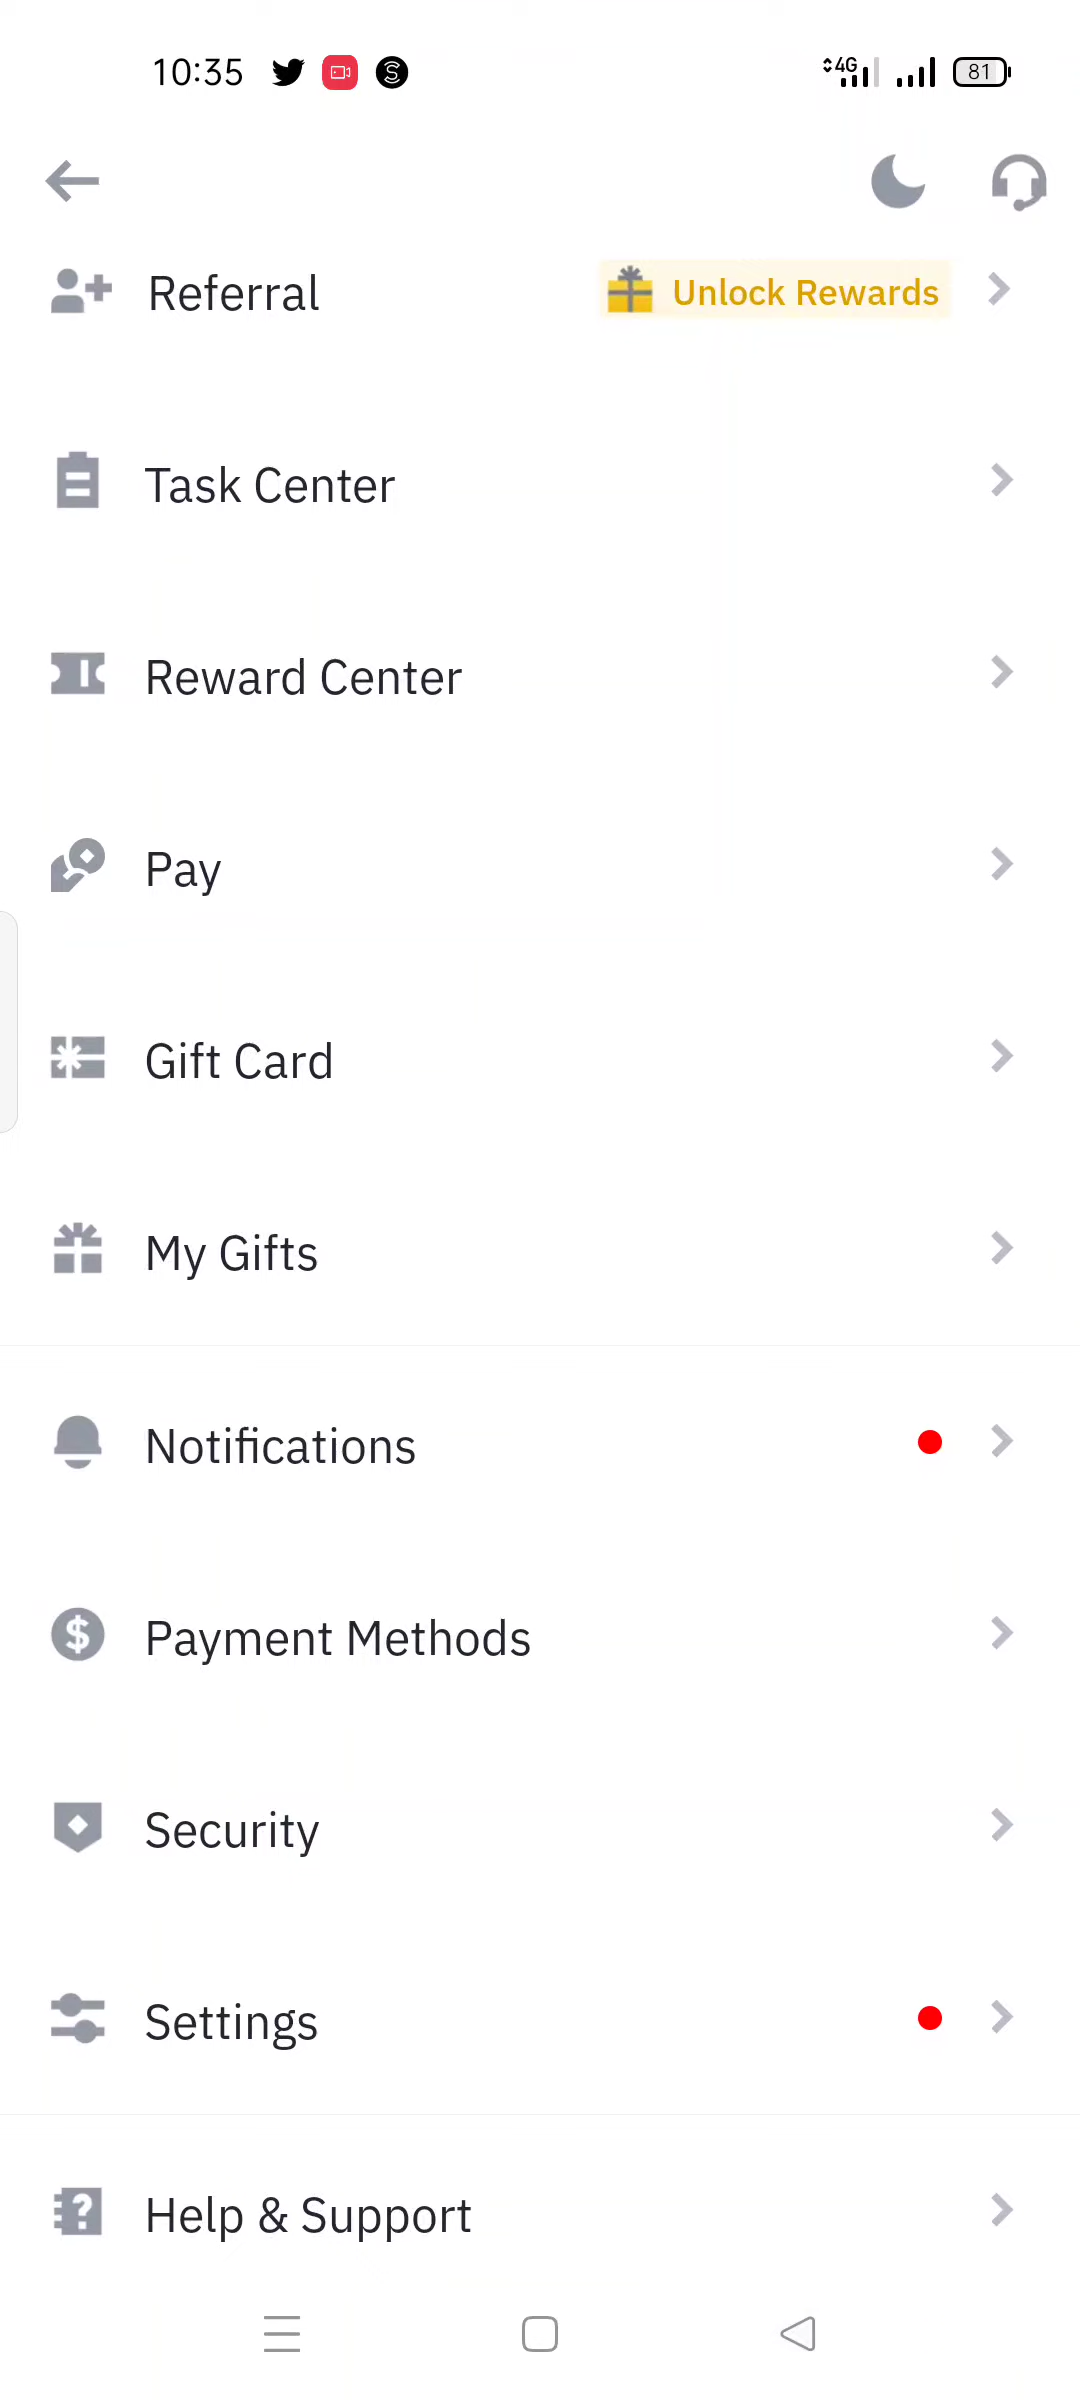 10:35
4G
81
Referral
Unlock Rewards
Task Center
Reward Center
Pay
Gift Card
My Gifts
Notifications
Payment Methods
Security
Settings
Help & Support